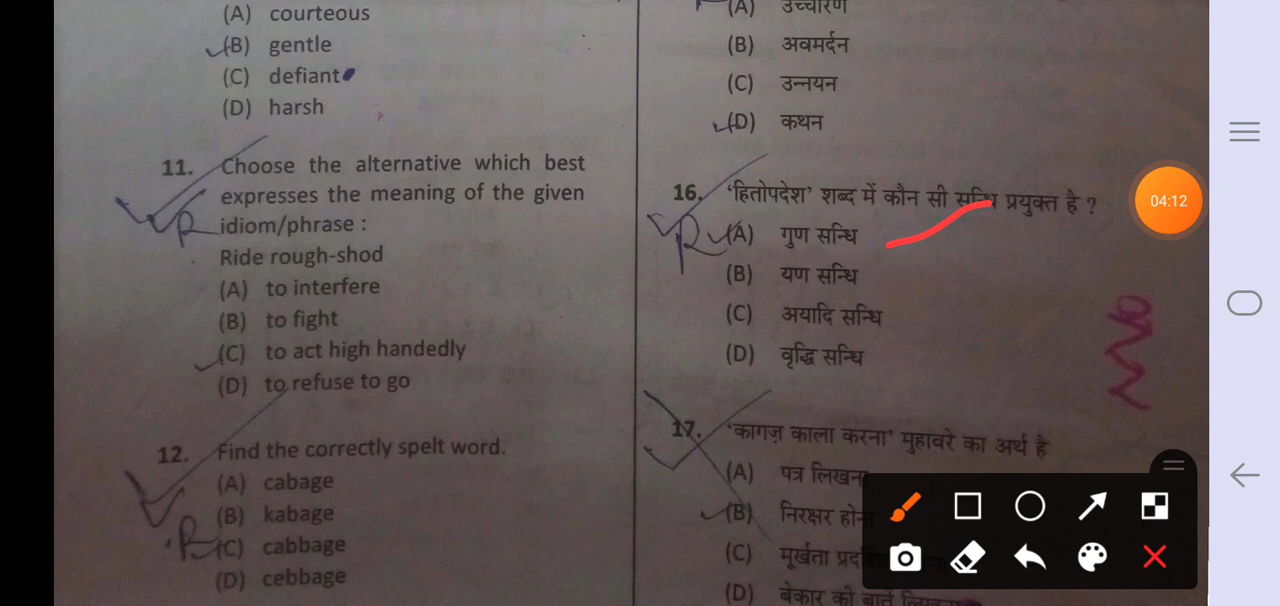 (A) courteous
(B) gentle
(C) defiant
(D) harsh
11. Choose the alternative which best
expresses the meaning of the given
idiom/phrase :
Ride rough-shod
(A) to interfere
(B) to fight
(C) to act high handedly
(D) to refuse to go
12. Find the correctly spelt word.
(A) cabage
(B) kabage
(C) cabbage
(D) cebbage
(A) उच्चारण
(B) अवमर्दन
(C) उन्नयन
(D) कथन
16. ‘हितोपदेश’ शब्द में कौन सी सन्धि प्रयुक्त है ?
(A) गुण सन्धि
(B) यण सन्धि
(C) अयादि सन्धि
(D) वृद्धि सन्धि
17. ‘कागज़ काला करना’ मुहावरे का अर्थ है
(A) पत्र लिखना
(B) निरक्षर होना
(C) मूर्खता
(D) बेकार की बातें
R
R
R
04:12